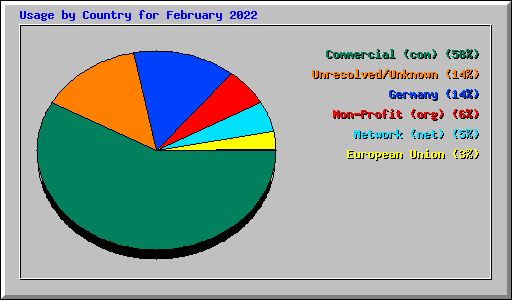 Usage by Country for February 2022
Commercial (com) (58%)
Unresolved/Unknown (14%)
Germany (14%)
Non-Profit (org) (6%)
Network (net) (5%)
European Union (3%)